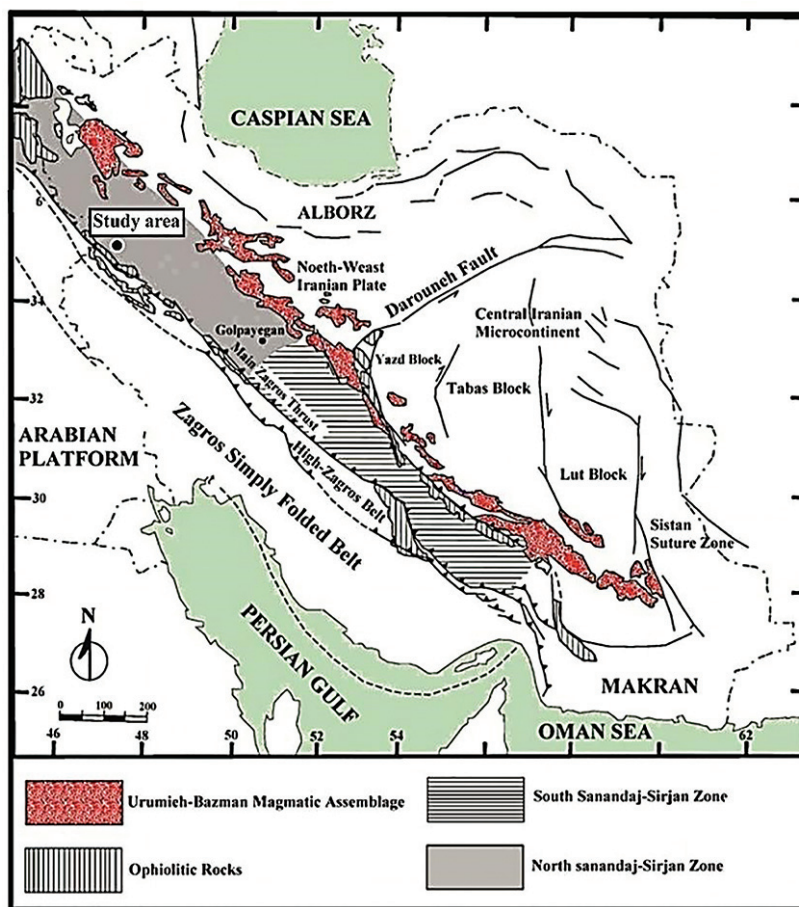 CASPIAN SEA
ALBORZ
6
Study area
Noeth-Weast
Iranian Plate
Darouneh Fault
34
Central Iranian
Microcontinent
Golpayegan
Yazd Block
Main Zagros Thrust
Tabas Block
32
ARABIAN
PLATFORM
Zagros Simply Folded Belt
High-Zagros Belt
Lut Block
30
Sistan
Suture Zone
28
N
PERSIAN GULF
MAKRAN
26
0 100 200
OMAN SEA
46 48 50 52 54 62
Urumieh-Bazman Magmatic Assemblage
South Sanandaj-Sirjan Zone
Ophiolitic Rocks
North sanandaj-Sirjan Zone